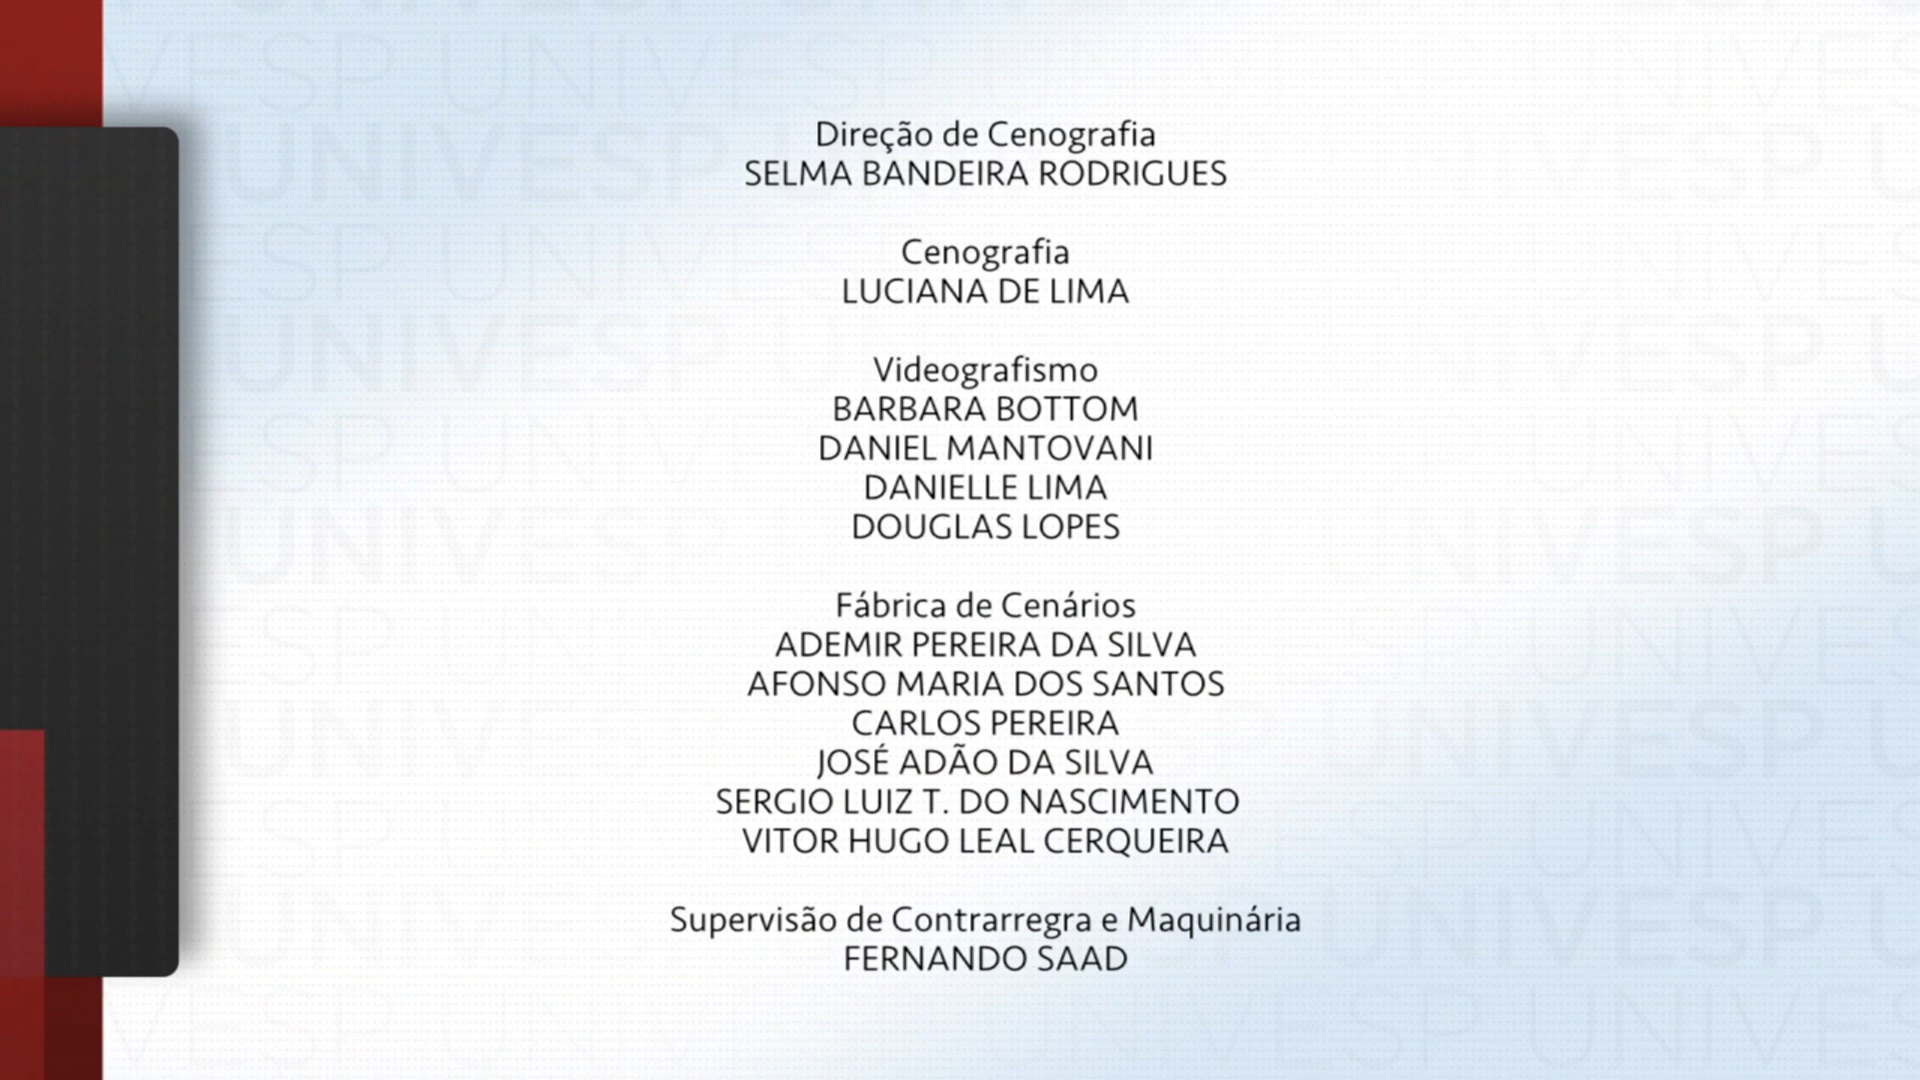 Direção de Cenografia
SELMA BANDEIRA RODRIGUES
Cenografia
LUCIANA DE LIMA
Videografismo
BARBARA BOTTOM
DANIEL MANTOVANI
DANIELLE LIMA
DOUGLAS LOPES
Fábrica de Cenários
ADEMIR PEREIRA DA SILVA
AFONSO MARIA DOS SANTOS
CARLOS PEREIRA
JOSÉ ADÃO DA SILVA
SERGIO LUIZ T. DO NASCIMENTO
VITOR HUGO LEAL CERQUEIRA
Supervisão de Contrarregra e Maquinária
FERNANDO SAAD